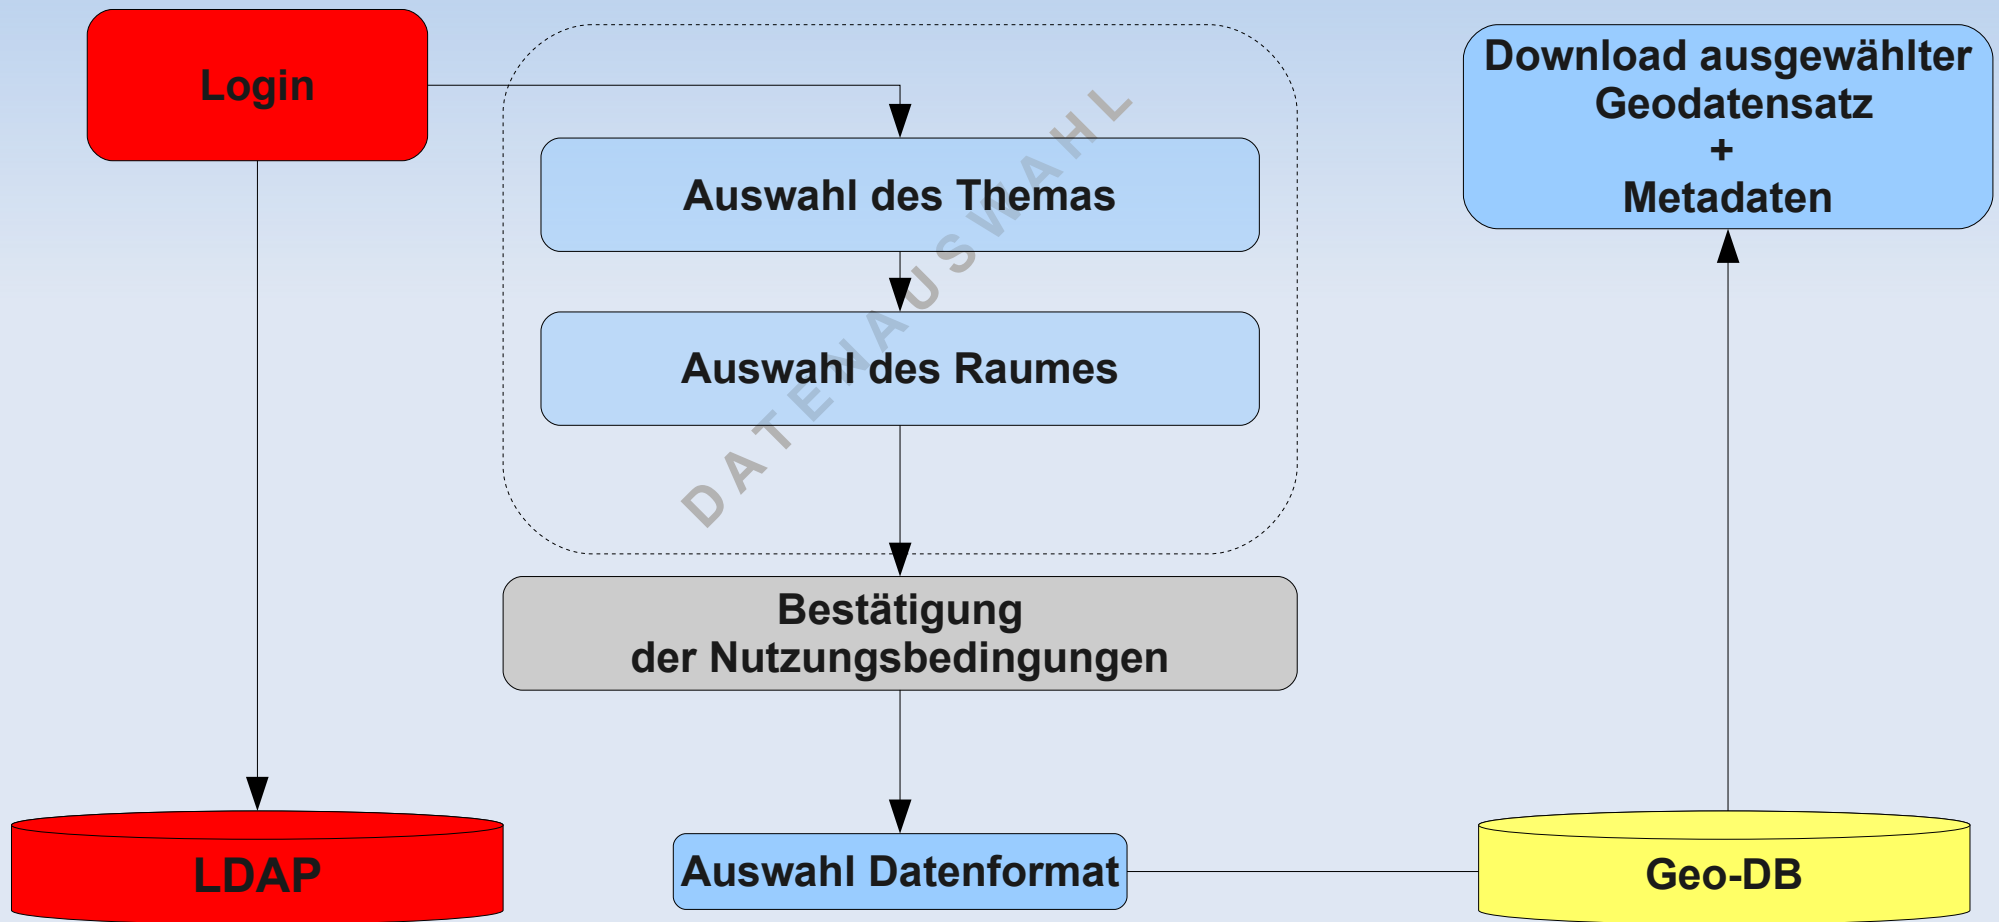 Login
DATENAUSWAHL
Auswahl des Themas
Auswahl des Raumes
Bestätigung
der Nutzungsbedingungen
LDAP
Auswahl Datenformat
Geo-DB
Download ausgewählter
Geodatensatz
+
Metadaten